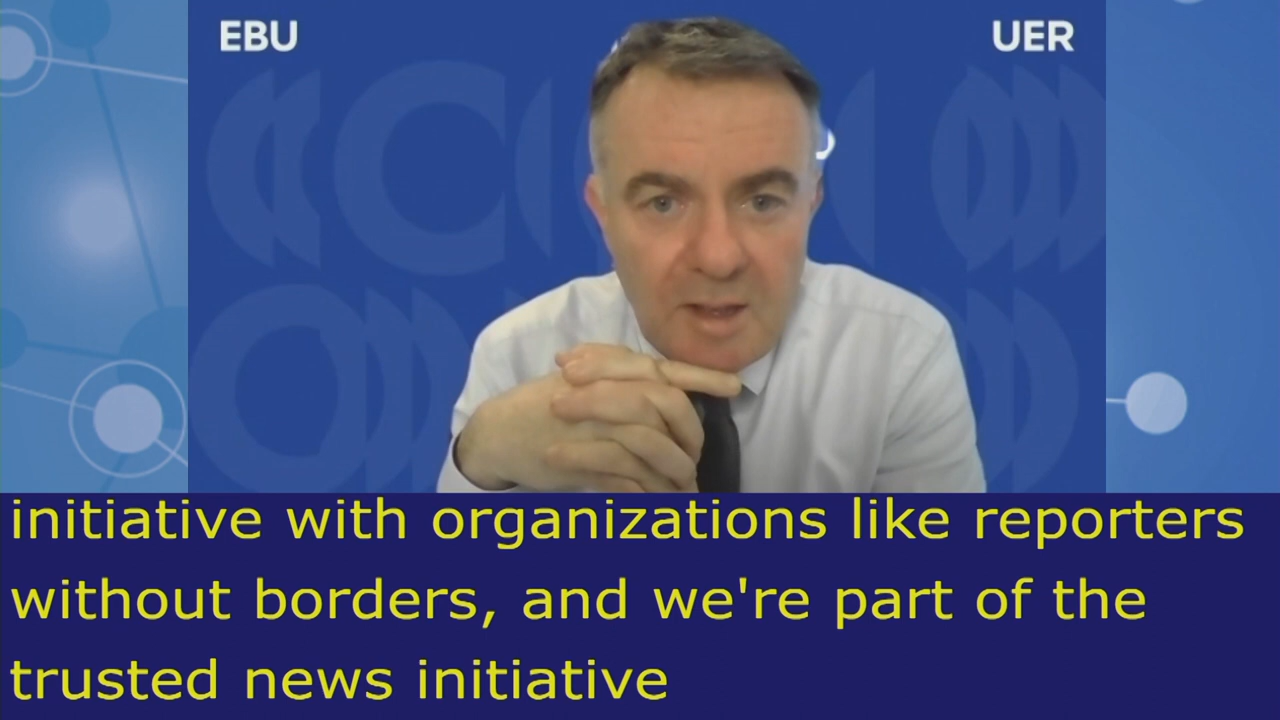 EBU
UER
initiative with organizations like reporters
without borders, and we're part of the
trusted news initiative